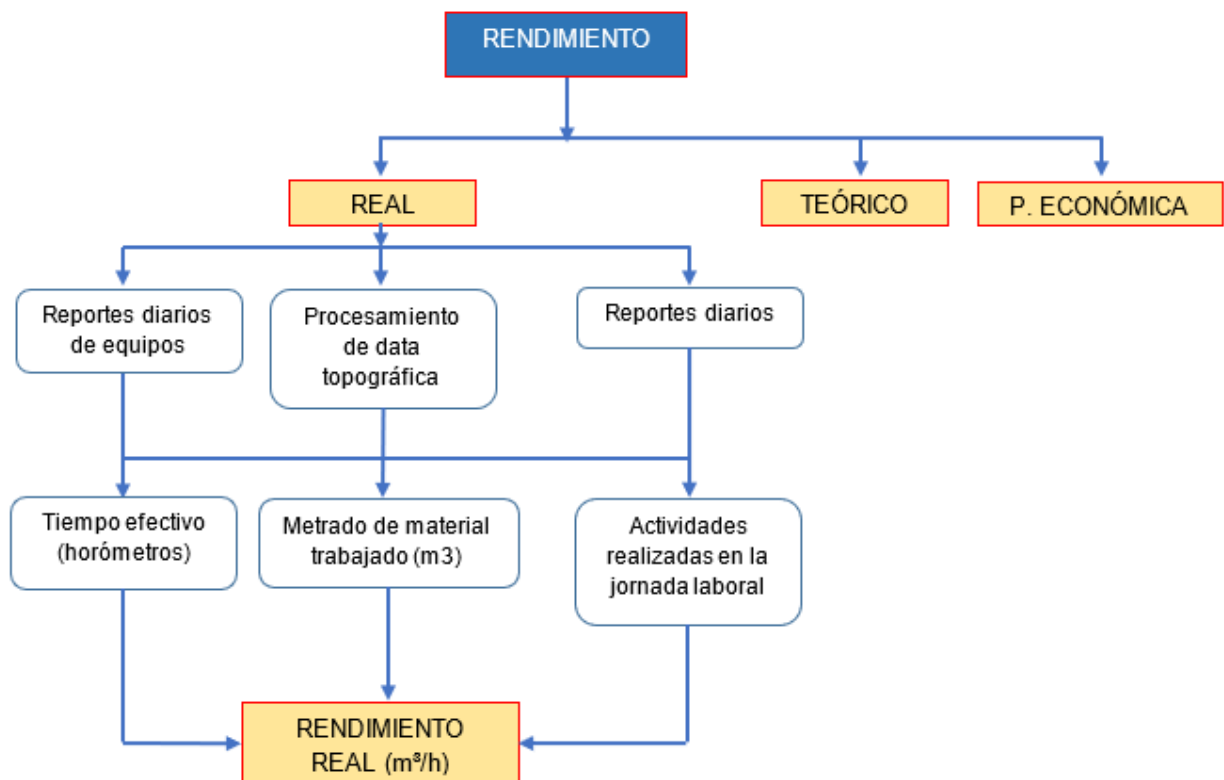 RENDIMIENTO
REAL
TEÓRICO
P. ECONÓMICA
Reportes diarios
de equipos
Procesamiento
de data
topográfica
Reportes diarios
Tiempo efectivo
(horómetros)
Metrado de material
trabajado (m3)
Actividades
realizadas en la
jornada laboral
RENDIMIENTO
REAL (m³/h)